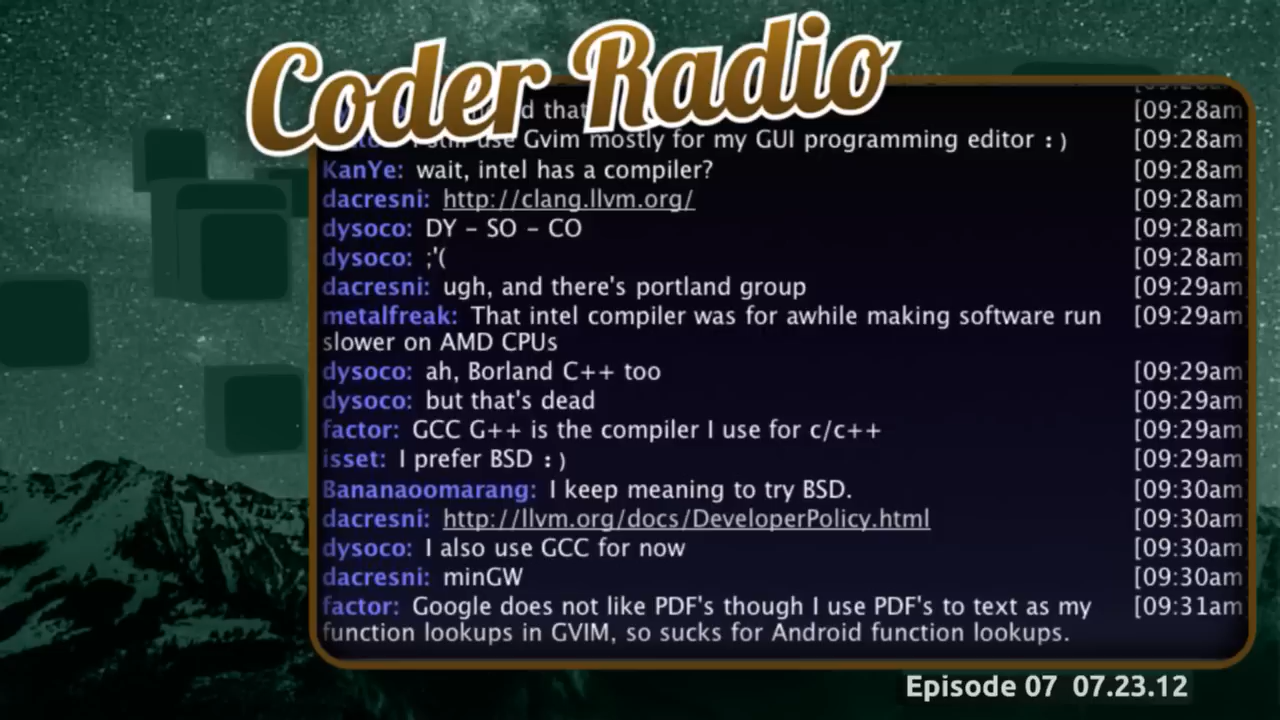 Coder Radio
d that [09:28am
I still use Gvim mostly for my GUI programming editor :) [09:28am
KanYe: wait, intel has a compiler? [09:28am
dacresni: http://clang.llvm.org/ [09:28am
dysoco: DY - SO - CO [09:28am
dysoco: ;'( [09:28am
dacresni: ugh, and there's portland group [09:29am
metalfreak: That intel compiler was for awhile making software run [09:29am
slower on AMD CPUs
dysoco: ah, Borland C++ too [09:29am
dysoco: but that's dead [09:29am
factor: GCC G++ is the compiler I use for c/c++ [09:29am
isset: I prefer BSD :) [09:29am
Bananaoomarang: I keep meaning to try BSD. [09:30am
dacresni: http://llvm.org/docs/DeveloperPolicy.html [09:30am
dysoco: I also use GCC for now [09:30am
dacresni: minGW [09:30am
factor: Google does not like PDF's though I use PDF's to text as my [09:31am
function lookups in GVIM, so sucks for Android function lookups.
Episode 07 07.23.12